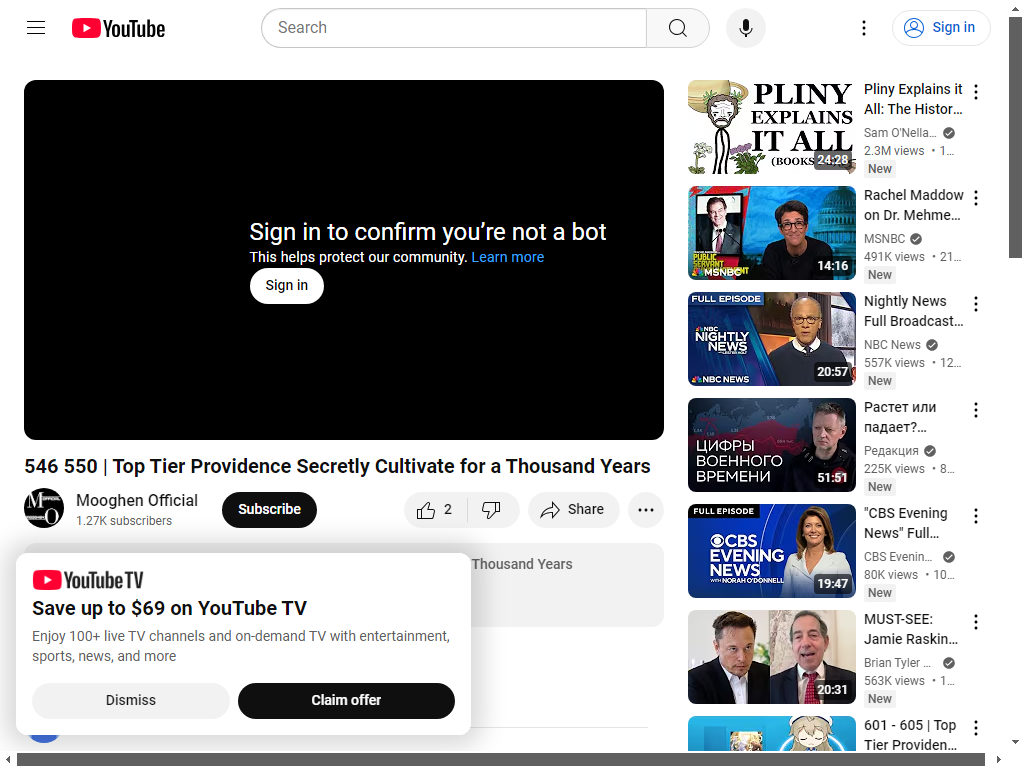 YouTube
Search
Sign in
Sign in to confirm you're not a bot
This helps protect our community. Learn more
Sign in
546 550 | Top Tier Providence Secretly Cultivate for a Thousand Years
Mooghen Official
1.27K subscribers
Subscribe
2
Share
Thousand Years
YouTube TV
Save up to $69 on YouTube TV
Enjoy 100+ live TV channels and on-demand TV with entertainment,
sports, news, and more
Dismiss
Claim offer
PLINY
EXPLAINS
IT ALL
(BOOKS
24:28
Pliny Explains it
All: The Histor...
Sam O'Nella...
2.3M views • 1...
New
PUBLIC
SERVANT
MSNBC
14:16
Rachel Maddow
on Dr. Mehme...
MSNBC
491K views • 21...
New
FULL EPISODE
NBC
NIGHTLY
NEWS
NBC NEWS
20:57
Nightly News
Full Broadcast...
NBC News
557K views • 12...
New
ЦИФРЫ
ВОЕННОГО
ВРЕМЕНИ
51:51
Растет или
падает?...
Редакция
225K views • 8...
New
FULL EPISODE
CBS
EVENING
NEWS
WITH NORAH O'DONNELL
19:47
"CBS Evening
News" Full...
CBS Evenin...
80K views • 10...
New
20:31
MUST-SEE:
Jamie Raskin...
Brian Tyler ...
563K views • 1...
New
601 - 605 | Top
Tier Providen...